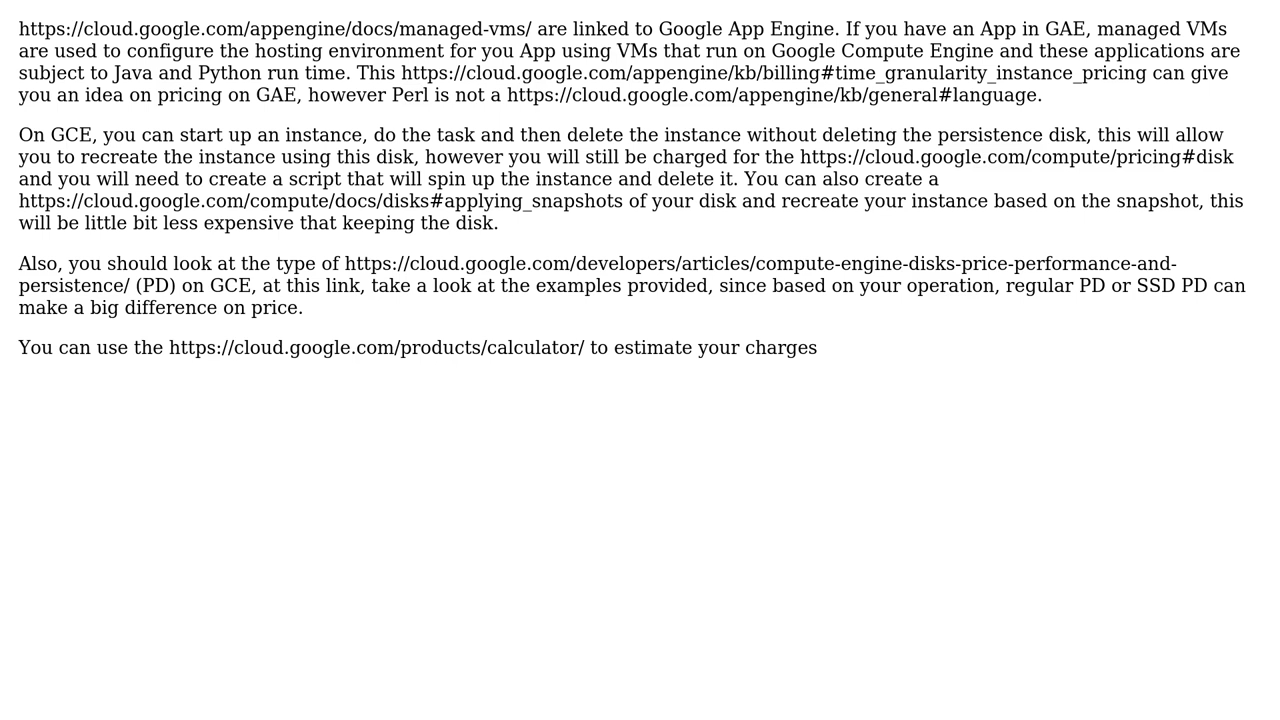 https://cloud.google.com/appengine/docs/managed-vms/ are linked to Google App Engine. If you have an App in GAE, managed VMs
are used to configure the hosting environment for you App using VMs that run on Google Compute Engine and these applications are
subject to Java and Python run time. This https://cloud.google.com/appengine/kb/billing#time_granularity_instance_pricing can give
you an idea on pricing on GAE, however Perl is not a https://cloud.google.com/appengine/kb/general#language.
On GCE, you can start up an instance, do the task and then delete the instance without deleting the persistence disk, this will allow
you to recreate the instance using this disk, however you will still be charged for the https://cloud.google.com/compute/pricing#disk
and you will need to create a script that will spin up the instance and delete it. You can also create a
https://cloud.google.com/compute/docs/disks#applying_snapshots of your disk and recreate your instance based on the snapshot, this
will be little bit less expensive that keeping the disk.
Also, you should look at the type of https://cloud.google.com/developers/articles/compute-engine-disks-price-performance-and-
persistence/ (PD) on GCE, at this link, take a look at the examples provided, since based on your operation, regular PD or SSD PD can
make a big difference on price.
You can use the https://cloud.google.com/products/calculator/ to estimate your charges